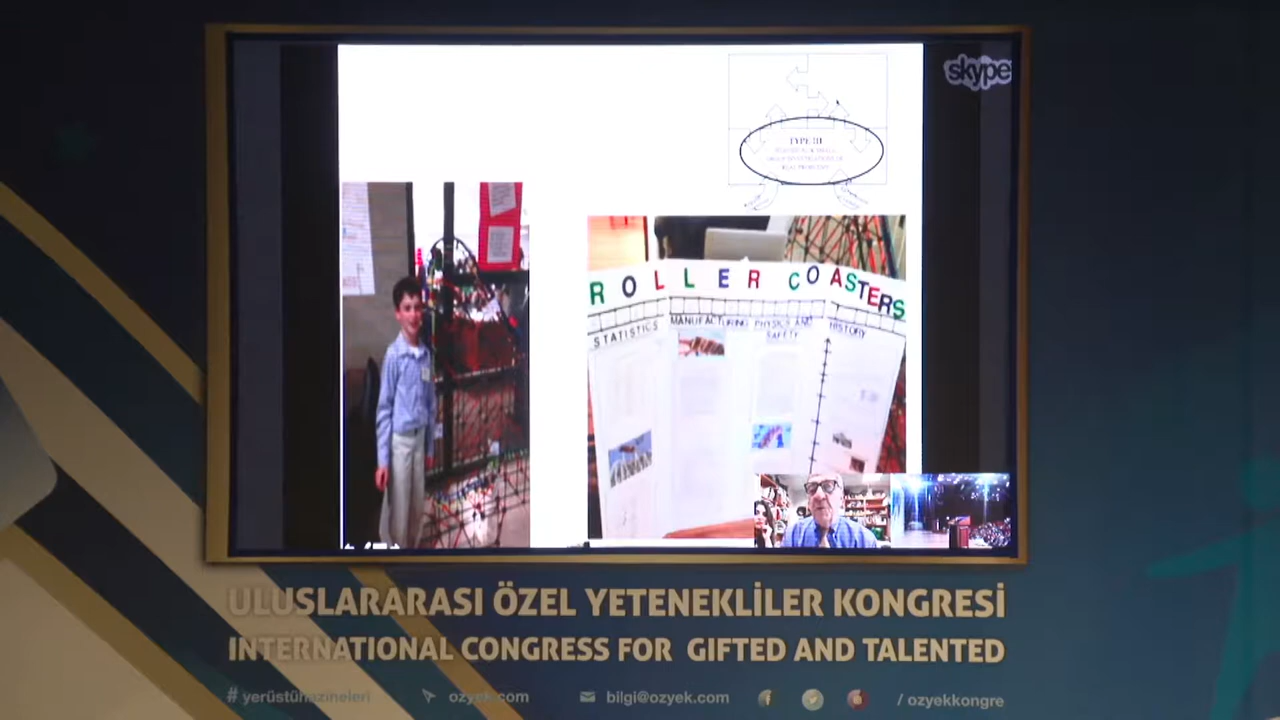 skype
TYPE III
ROLLER COASTERS
STATISTICS
MANUFACTURING
PHYSICS AND
SAFETY
HISTORY
ULUSLARARASI ÖZEL YETENEKLİLER KONGRESİ
INTERNATIONAL CONGRESS FOR GIFTED AND TALENTED
# yerüstühazineleri ozyek.com bilgi@ozyek.com / ozyekkongre